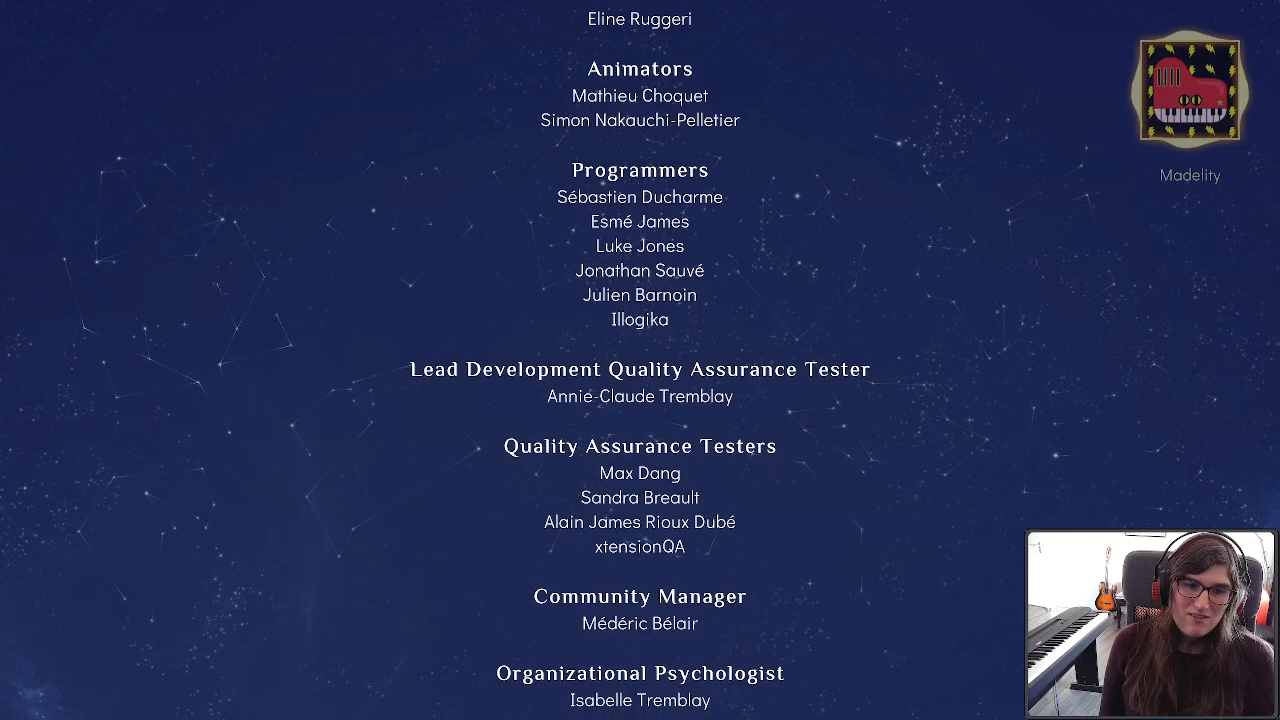 Eline Ruggeri
Animators
Mathieu Choquet
Simon Nakauchi-Pelletier
Madelity
Programmers
Sébastien Ducharme
Esmé James
Luke Jones
Jonathan Sauvé
Julien Barnoin
Illogika
Lead Development Quality Assurance Tester
Annie-Claude Tremblay
Quality Assurance Testers
Max Dang
Sandra Breault
Alain James Rioux Dubé
xtensionQA
Community Manager
Médéric Bélair
Organizational Psychologist
Isabelle Tremblay